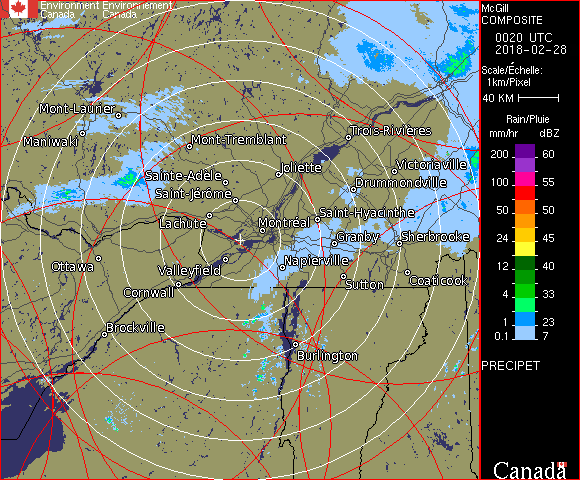 Environment Environnement
Canada Canada
McGill
COMPOSITE
0020 UTC
2018-02-28
Scale/Échelle:
1km/Pixel
40 KM
Rain/Pluie
mm/hr dBZ
200 60
100 55
50 50
24 45
12 40
4 33
1 23
0.1 7
PRECIPET
Canada
Mont-Laurier
Maniwaki
Mont-Tremblant
Trois-Rivières
Sainte-Adèle
Joliette
Victoriaville
Saint-Jérôme
Drummondville
Lachute
Montréal
Saint-Hyacinthe
Granby
Sherbrooke
Ottawa
Valleyfield
Napierville
Cornwall
Sutton
Coaticook
Brockville
Burlington